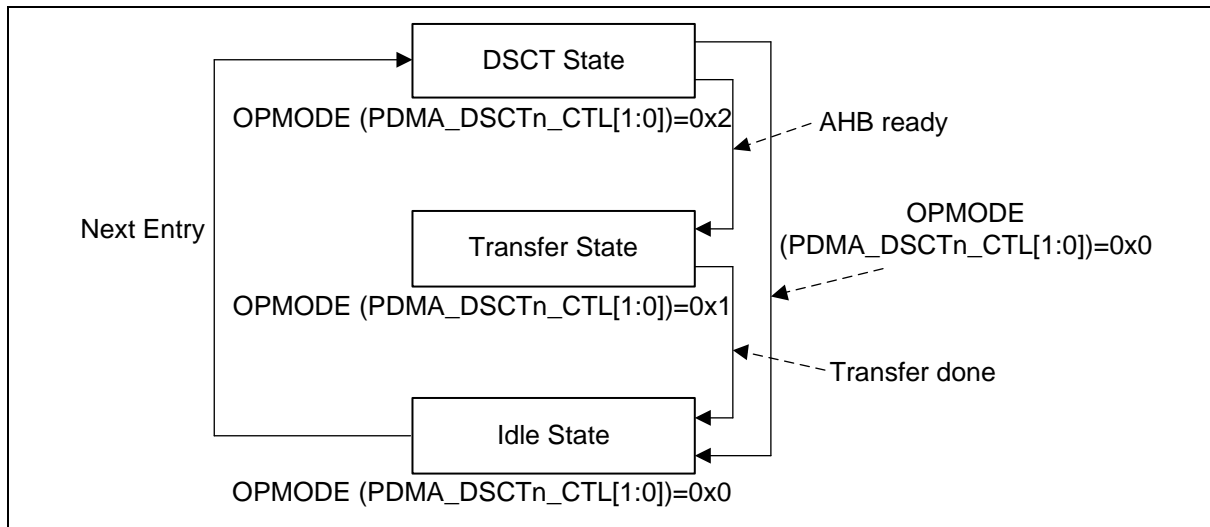 DSCT State
OPMODE (PDMA_DSCTn_CTL[1:0])=0x2
AHB ready
Next Entry
OPMODE
(PDMA_DSCTn_CTL[1:0])=0x0
Transfer State
OPMODE (PDMA_DSCTn_CTL[1:0])=0x1
Transfer done
Idle State
OPMODE (PDMA_DSCTn_CTL[1:0])=0x0